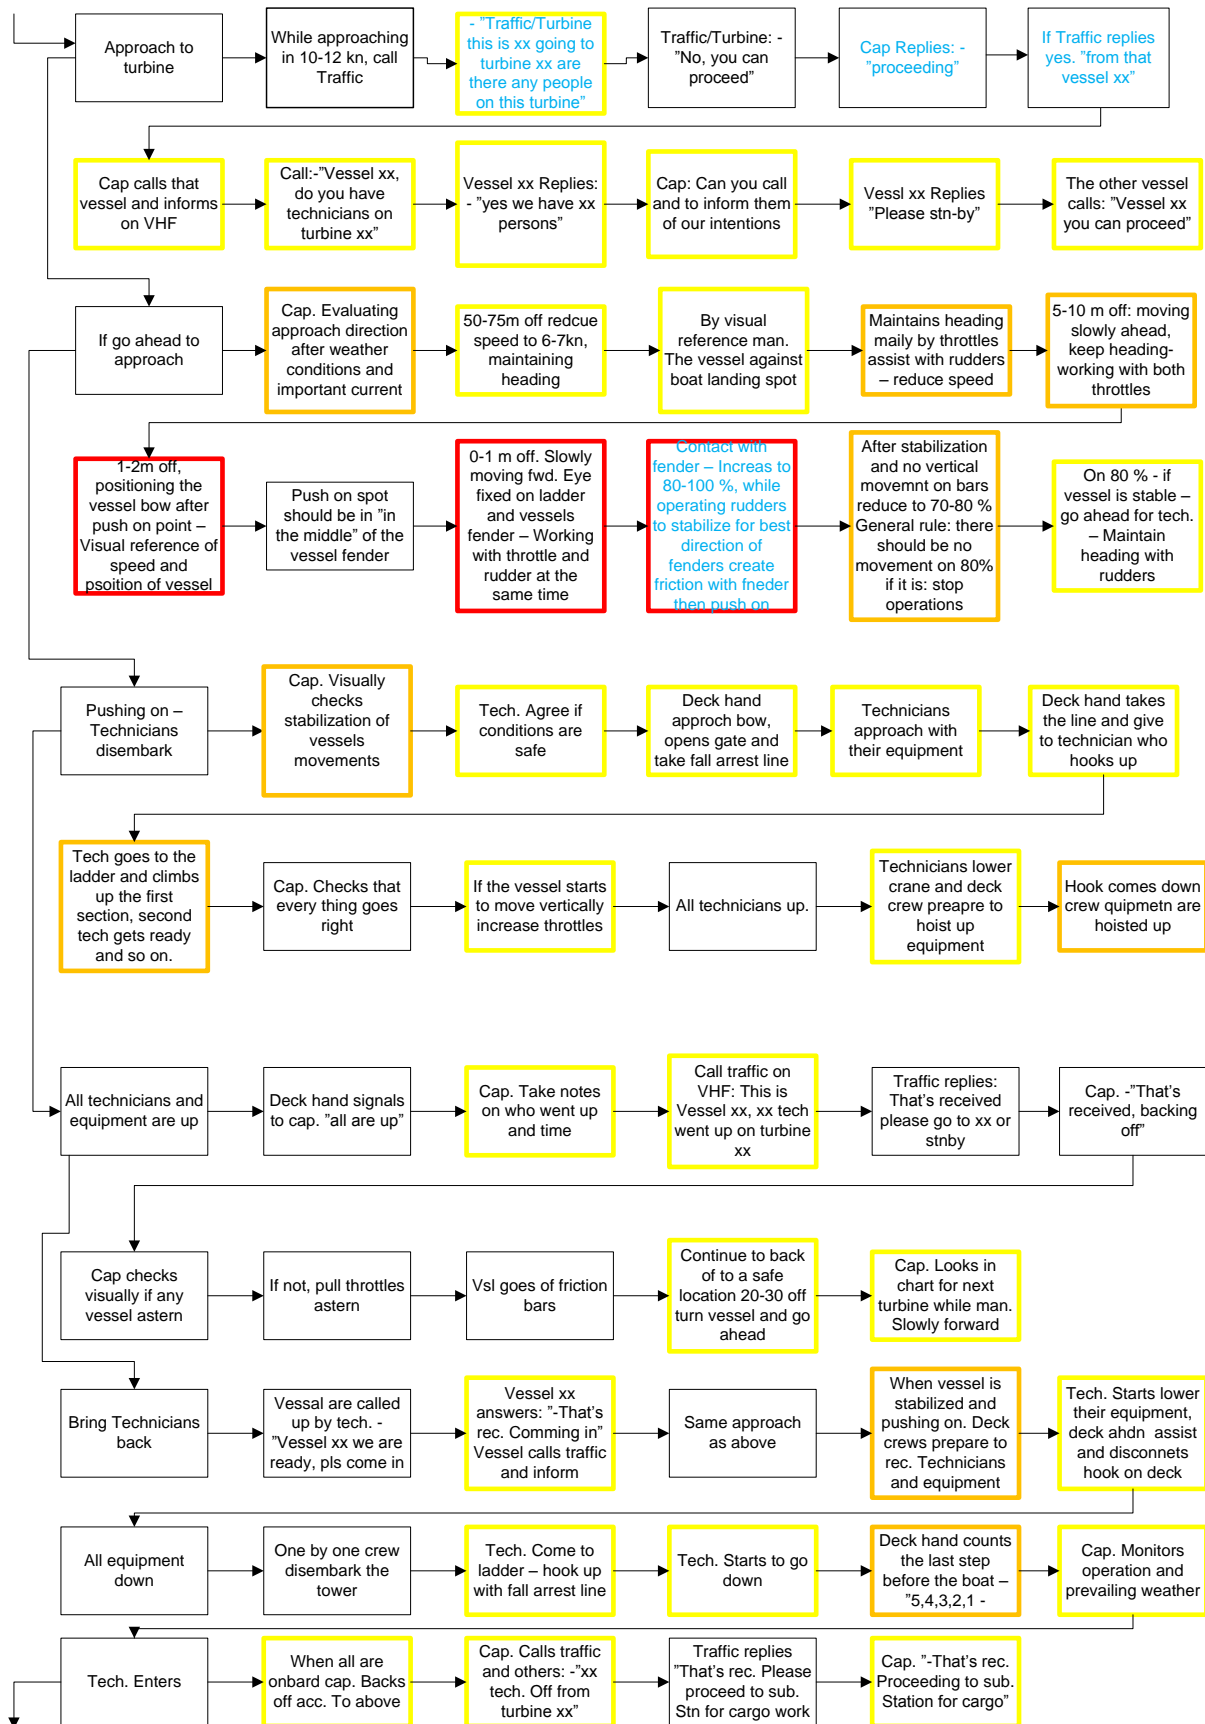 Approach to
turbine
While approaching
in 10-12 kn, call
Traffic
- "Traffic/Turbine
this is xx going to
turbine xx are
there any people
on this turbine"
Traffic/Turbine: -
"No, you can
proceed"
Cap Replies: -
"proceeding"
If Traffic replies
yes. "from that
vessel xx"
Cap calls that
vessel and informs
on VHF
Call:-"Vessel xx,
do you have
technicians on
turbine xx"
Vessel xx Replies:
- "yes we have xx
persons"
Cap: Can you call
and to inform them
of our intentions
Vessl xx Replies
"Please stn-by"
The other vessel
calls: "Vessel xx
you can proceed"
If go ahead to
approach
Cap. Evaluating
approach direction
after weather
conditions and
important current
50-75m off redcue
speed to 6-7kn,
maintaining
heading
By visual
reference man.
The vessel against
boat landing spot
Maintains heading
maily by throttles
assist with rudders
– reduce speed
5-10 m off: moving
slowly ahead,
keep heading-
working with both
throttles
1-2m off,
positioning the
vessel bow after
push on point –
Visual reference of
speed and
psoition of vessel
Push on spot
should be in "in
the middle" of the
vessel fender
0-1 m off. Slowly
moving fwd. Eye
fixed on ladder
and vessels
fender – Working
with throttle and
rudder at the
same time
Contact with
fender – Increas to
80-100 %, while
operating rudders
to stabilize for best
direction of
fenders create
friction with fneder
then push on
After stabilization
and no vertical
movemnt on bars
reduce to 70-80 %
General rule: there
should be no
movement on 80%
if it is: stop
operations
On 80 % - if
vessel is stable –
go ahead for tech.
– Maintain
heading with
rudders
Pushing on –
Technicians
disembark
Cap. Visually
checks
stabilization of
vessels
movements
Tech. Agree if
conditions are
safe
Deck hand
approch bow,
opens gate and
take fall arrest line
Technicians
approach with
their equipment
Deck hand takes
the line and give
to technician who
hooks up
Tech goes to the
ladder and climbs
up the first
section, second
tech gets ready
and so on.
Cap. Checks that
every thing goes
right
If the vessel starts
to move vertically
increase throttles
All technicians up.
Technicians lower
crane and deck
crew preapre to
hoist up
equipment
Hook comes down
crew quipmetn are
hoisted up
All technicians and
equipment are up
Deck hand signals
to cap. "all are up"
Cap. Take notes
on who went up
and time
Call traffic on
VHF: This is
Vessel xx, xx tech
went up on turbine
xx
Traffic replies:
That's received
please go to xx or
stnby
Cap. -"That's
received, backing
off"
Cap checks
visually if any
vessel astern
If not, pull throttles
astern
Vsl goes of friction
bars
Continue to back
of to a safe
location 20-30 off
turn vessel and go
ahead
Cap. Looks in
chart for next
turbine while man.
Slowly forward
Bring Technicians
back
Vessal are called
up by tech. -
"Vessel xx we are
ready, pls come in
Vessel xx
answers: "-That's
rec. Comming in"
Vessel calls traffic
and inform
Same approach
as above
When vessel is
stabilized and
pushing on. Deck
crews prepare to
rec. Technicians
and equipment
Tech. Starts lower
their equipment,
deck ahdn assist
and disconnets
hook on deck
All equipment
down
One by one crew
disembark the
tower
Tech. Come to
ladder – hook up
with fall arrest line
Tech. Starts to go
down
Deck hand counts
the last step
before the boat –
"5,4,3,2,1 -
Cap. Monitors
operation and
prevailing weather
Tech. Enters
When all are
onbard cap. Backs
off acc. To above
Cap. Calls traffic
and others: -"xx
tech. Off from
turbine xx"
Traffic replies
"That's rec. Please
proceed to sub.
Stn for cargo work
Cap. "-That's rec.
Proceeding to sub.
Station for cargo"